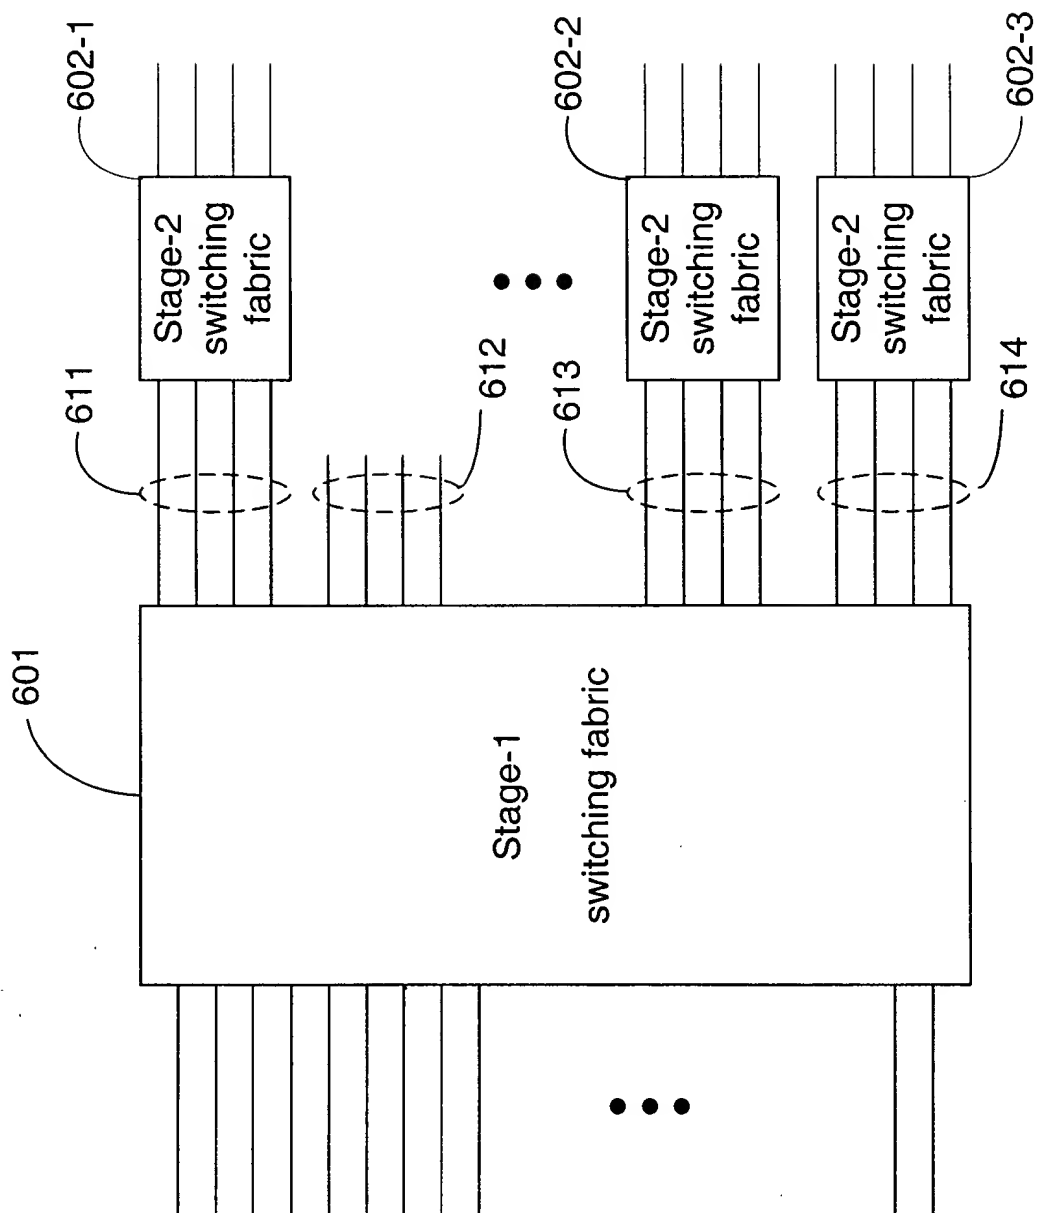 601
Stage-1
switching fabric
611
612
613
614
Stage-2
switching
fabric
602-1
Stage-2
switching
fabric
602-2
Stage-2
switching
fabric
602-3